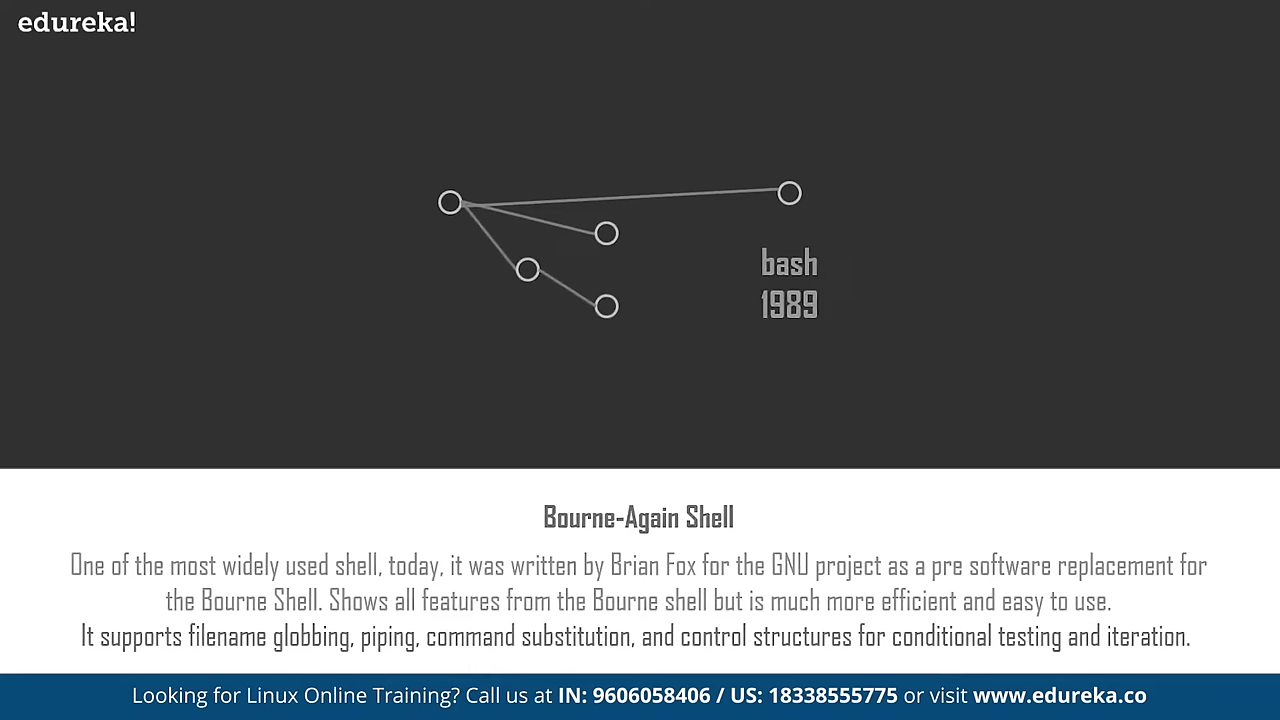 edureka!
bash
1989
Bourne-Again Shell
One of the most widely used shell, today, it was written by Brian Fox for the GNU project as a pre software replacement for
the Bourne Shell. Shows all features from the Bourne shell but is much more efficient and easy to use.
It supports filename globbing, piping, command substitution, and control structures for conditional testing and iteration.
Looking for Linux Online Training? Call us at IN: 9606058406 / US: 18338555775 or visit www.edureka.co